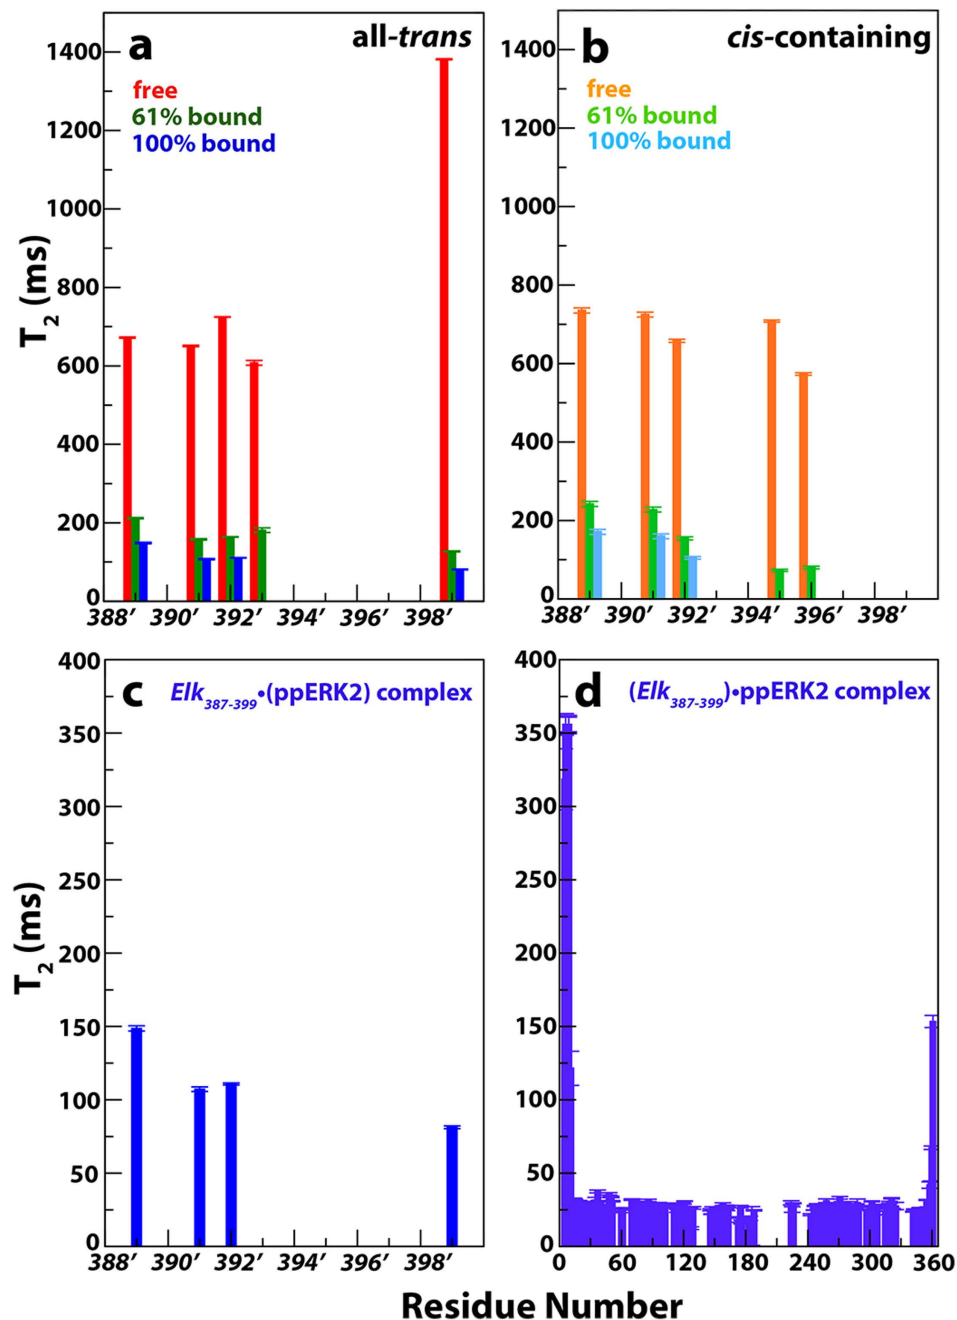 a
all-trans
free
61% bound
100% bound
1400
1200
1000
800
600
400
200
0
T2 (ms)
388′ 390′ 392′ 394′ 396′ 398′
b
cis-containing
free
61% bound
100% bound
1400
1200
1000
800
600
400
200
0
388′ 390′ 392′ 394′ 396′ 398′
c
Elk387-399•(ppERK2) complex
400
350
300
250
200
150
100
50
0
T2 (ms)
388′ 390′ 392′ 394′ 396′ 398′
d
(Elk387-399)•ppERK2 complex
400
350
300
250
200
150
100
50
0
0 60 120 180 240 300 360
Residue Number